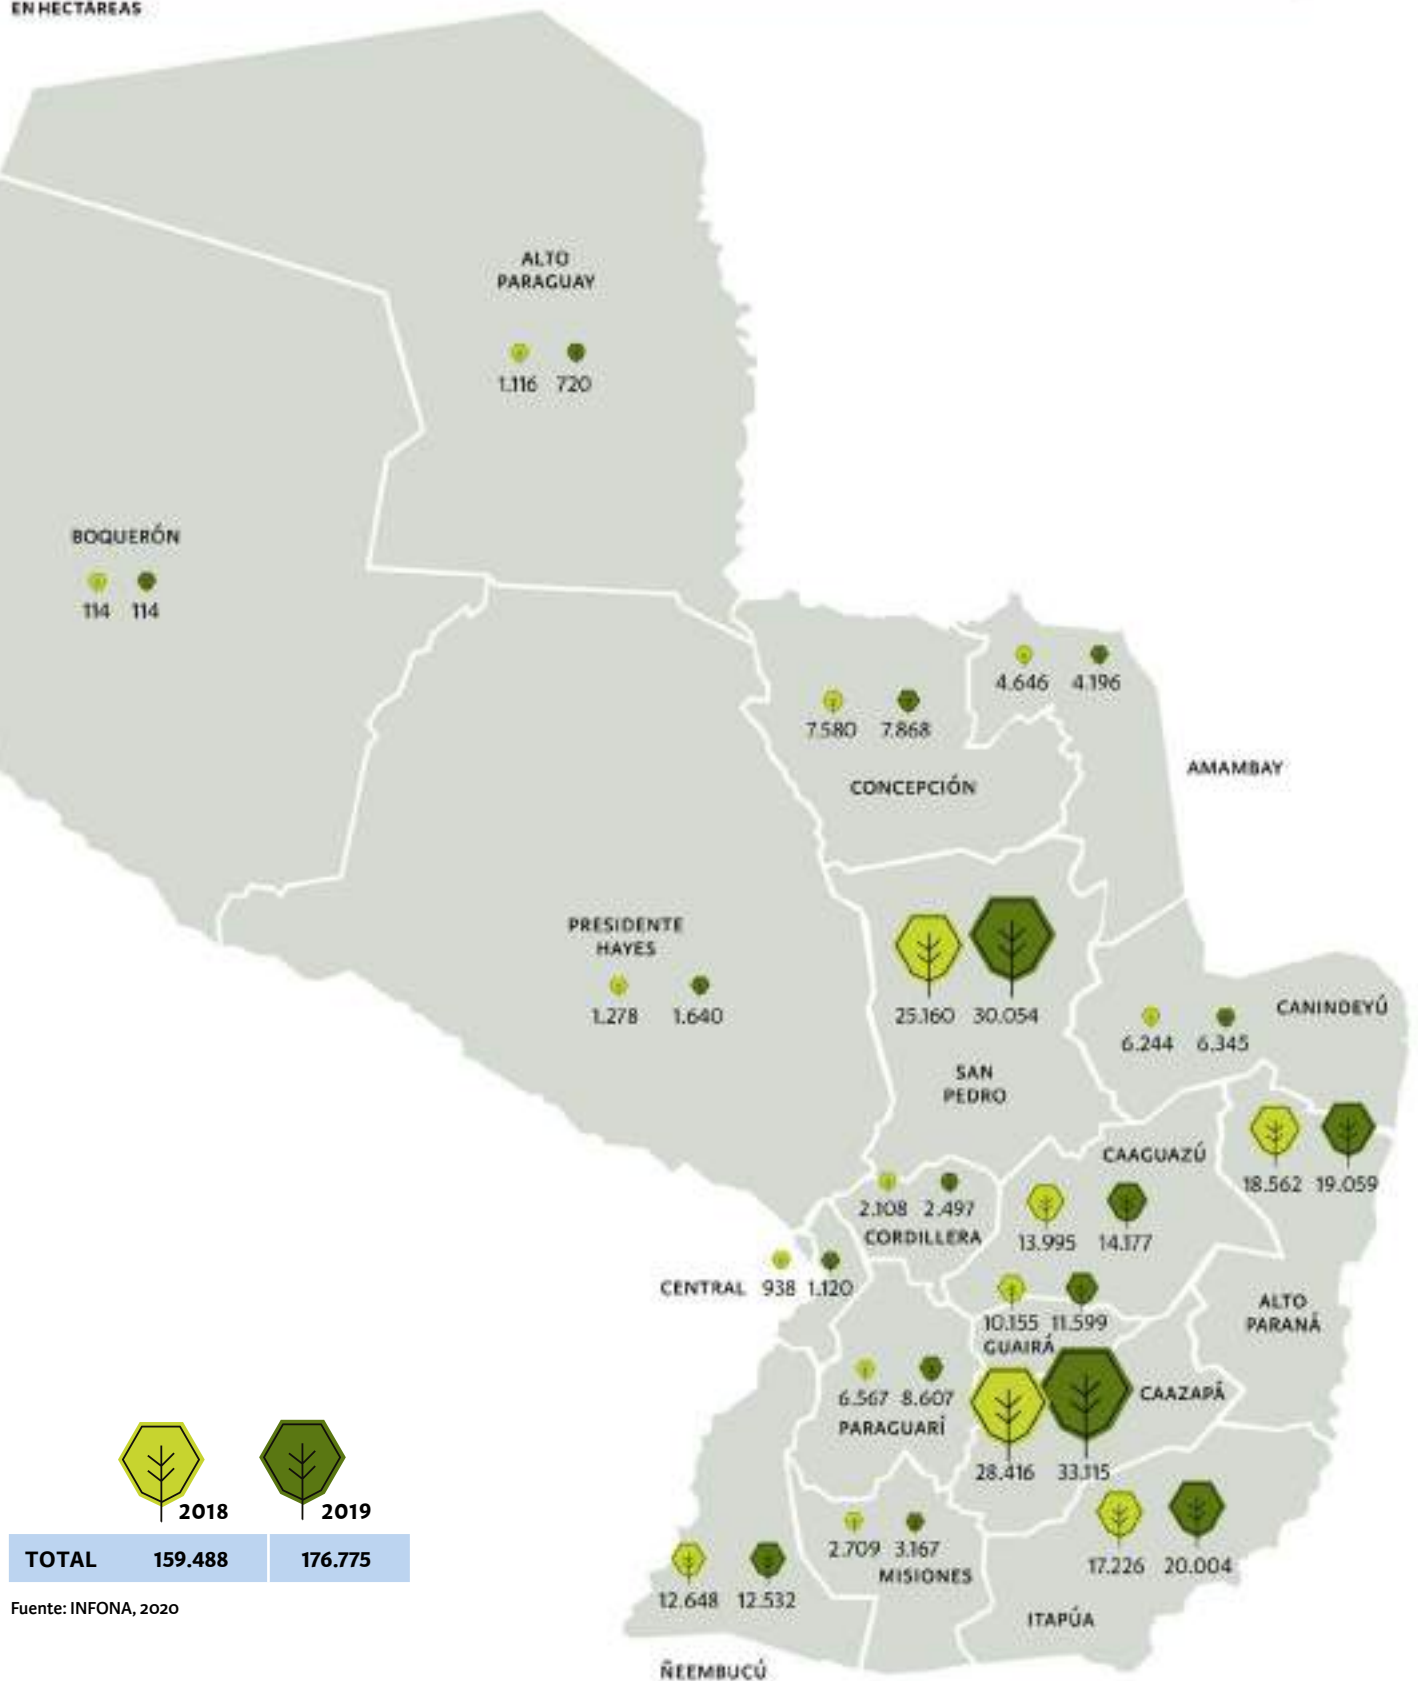 EN HECTÁREAS
ALTO
PARAGUAY
1.116 720
BOQUERÓN
114 114
4.646 4.196
7.580 7.868
AMAMBAY
CONCEPCIÓN
PRESIDENTE
HAYES
1.278 1.640
25.160 30.054
CANINDEYÚ
6.244 6.345
SAN
PEDRO
CAAGUAZÚ
18.562 19.059
2.108 2.497
CORDILLERA
13.995 14.177
CENTRAL 938 1.120
10.155 11.599
GUAIRÁ
ALTO
PARANÁ
6.567 8.607
PARAGUARÍ
CAAZAPÁ
28.416 33.115
2018 2019
TOTAL 159.488 176.775
Fuente: INFONA, 2020
2.709 3.167
MISIONES
17.226 20.004
12.648 12.532
ITAPÚA
ÑEEMBUCÚ